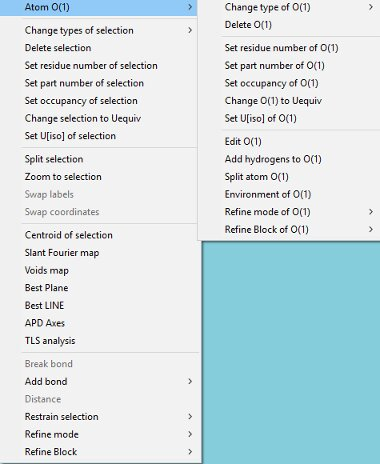 Atom O(1)
Change types of selection
Delete selection
Set residue number of selection
Set part number of selection
Set occupancy of selection
Change selection to Uequiv
Set U[iso] of selection
Split selection
Zoom to selection
Swap labels
Swap coordinates
Centroid of selection
Slant Fourier map
Voids map
Best Plane
Best LINE
APD Axes
TLS analysis
Break bond
Add bond
Distance
Restrain selection
Refine mode
Refine Block
Change type of O(1)
Delete O(1)
Set residue number of O(1)
Set part number of O(1)
Set occupancy of O(1)
Change O(1) to Uequiv
Set U[iso] of O(1)
Edit O(1)
Add hydrogens to O(1)
Split atom O(1)
Environment of O(1)
Refine mode of O(1)
Refine Block of O(1)